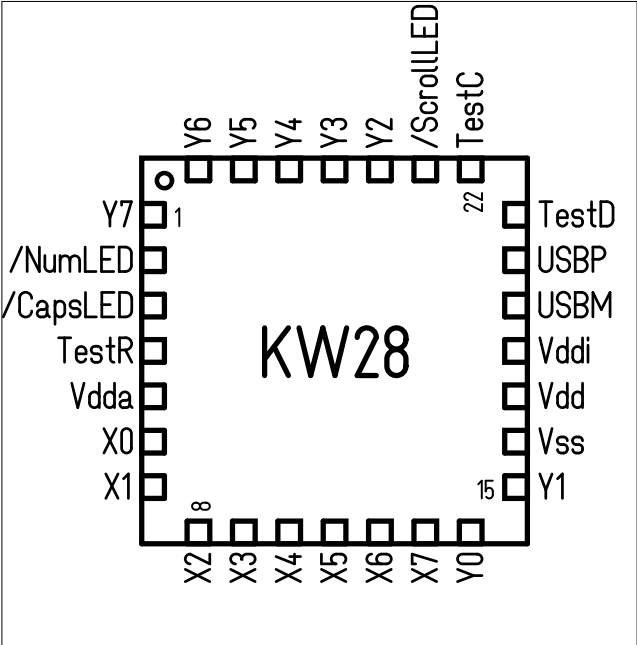 Y6 Y5 Y4 Y3 Y2 /ScrollLED TestC
Y7 1 22 TestD
/NumLED USBP
/CapsLED USBM
TestR KW28 Vddi
Vdda Vdd
X0 Vss
X1 8 15 Y1
X2 X3 X4 X5 X6 X7 Y0